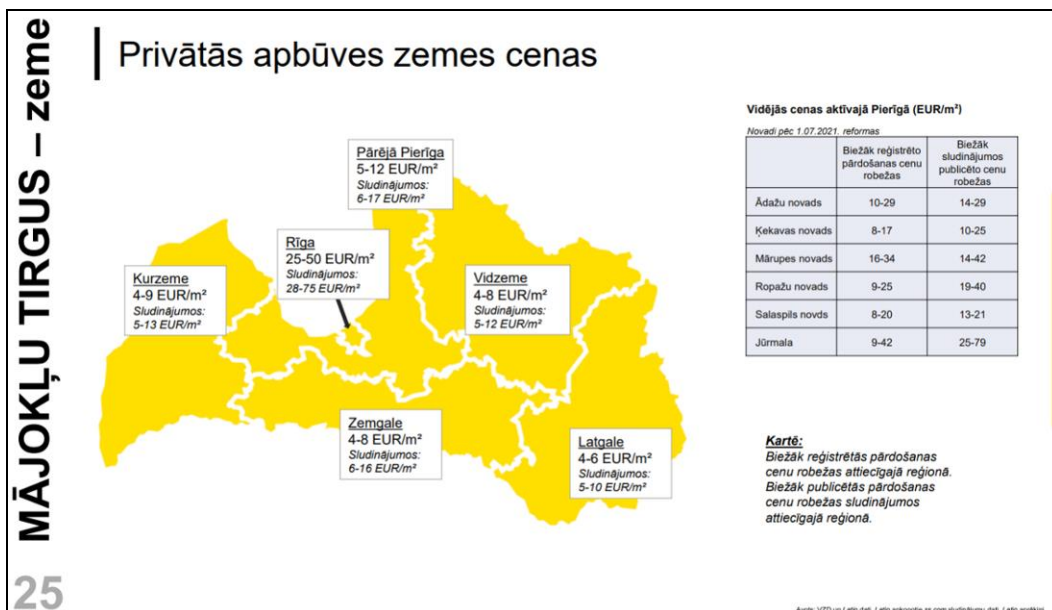 MĀJOKĻU TIRGUS – zeme
Privātās apbūves zemes cenas
Pārējā Pierīga
5-12 EUR/m²
Sludinājumos:
6-17 EUR/m²
Rīga
25-50 EUR/m²
Sludinājumos:
28-75 EUR/m²
Kurzeme
4-9 EUR/m²
Sludinājumos:
5-13 EUR/m²
Vidzeme
4-8 EUR/m²
Sludinājumos:
5-12 EUR/m²
Zemgale
4-8 EUR/m²
Sludinājumos:
6-16 EUR/m²
Latgale
4-6 EUR/m²
Sludinājumos:
5-10 EUR/m²
Vidējās cenas aktīvajā Pierīgā (EUR/m²)
Novadi pēc 1.07.2021. reformas
Biežāk reģistrēto
pārdošanas cenu
robežas
Biežāk
sludinājumos
publicēto cenu
robežas
Ādažu novads 10-29 14-29
Ķekavas novads 8-17 10-25
Mārupes novads 16-34 14-42
Ropažu novads 9-25 19-40
Salaspils novds 8-20 13-21
Jūrmala 9-42 25-79
Kartē:
Biežāk reģistrētās pārdošanas
cenu robežas attiecīgajā reģionā.
Biežāk publicētās pārdošanas
cenu robežas sludinājumos
attiecīgajā reģionā.
25